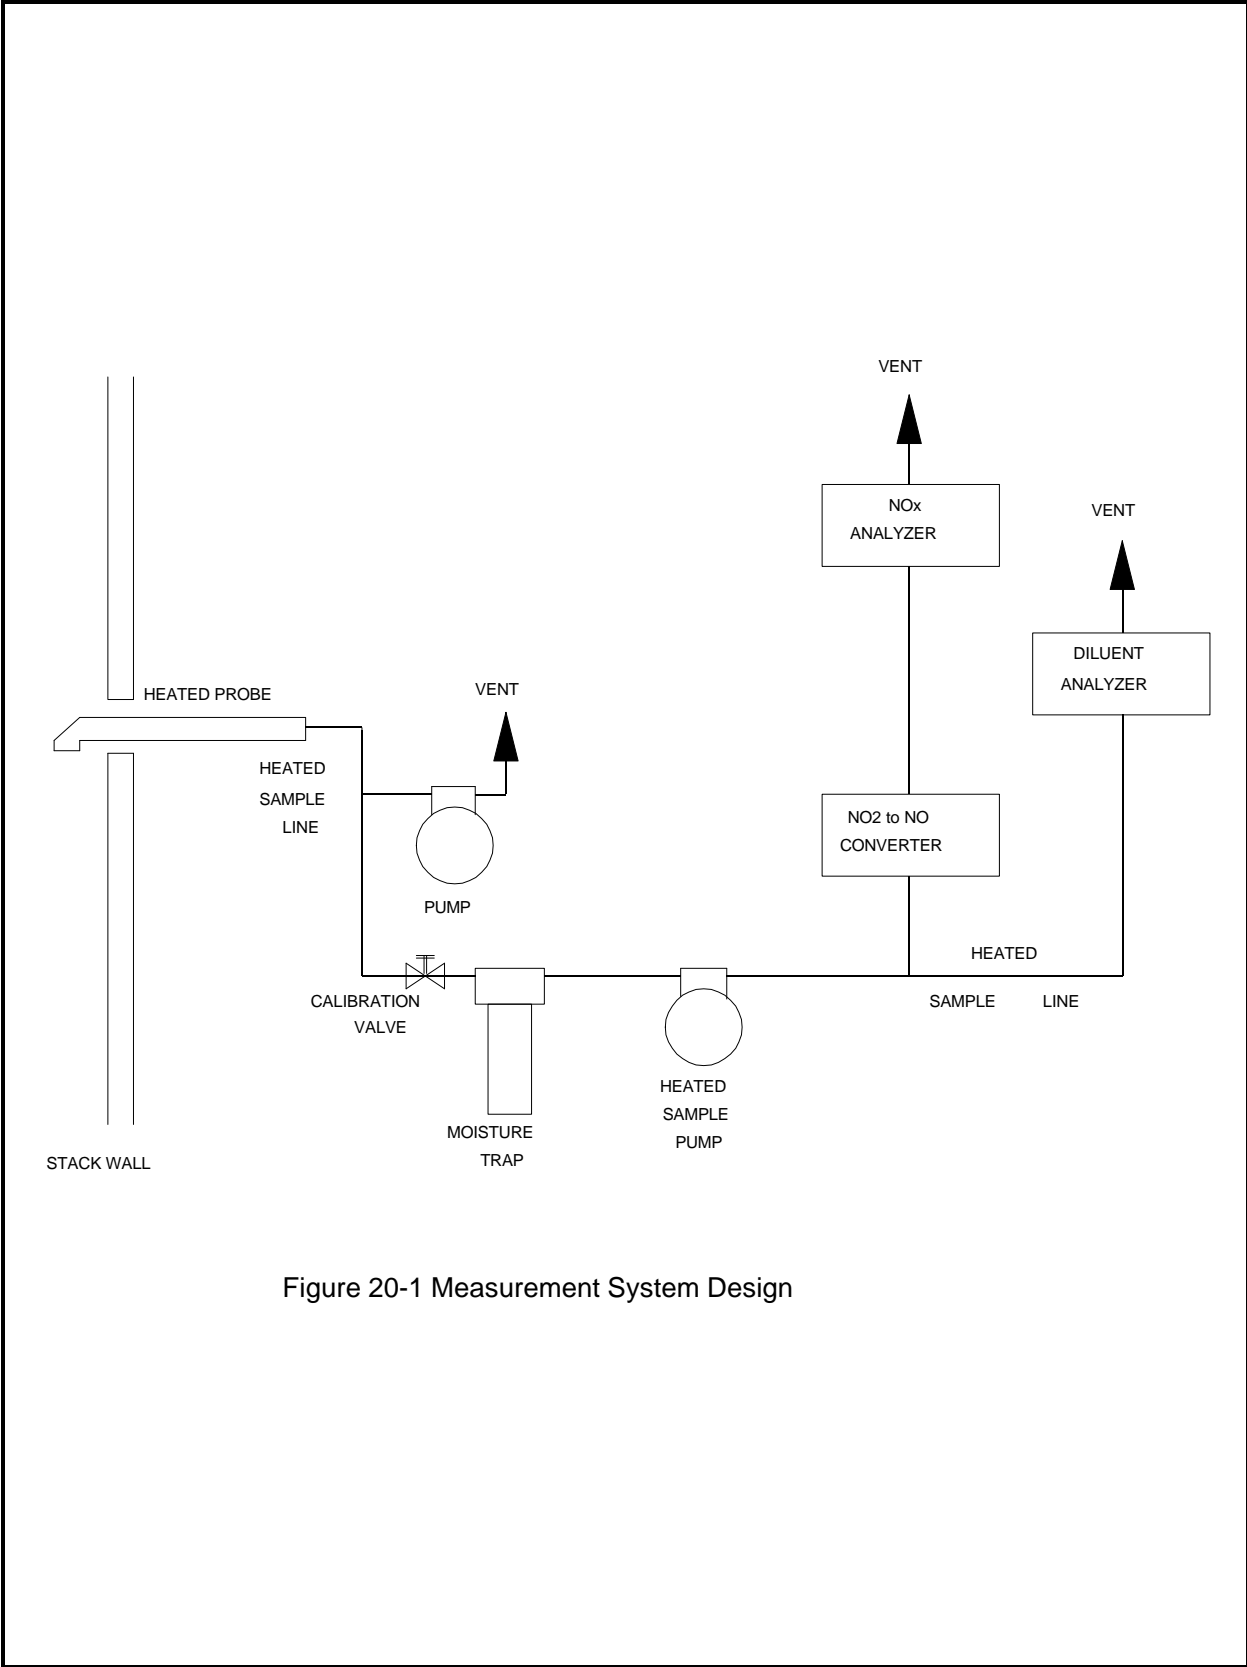 VENT
NOx
ANALYZER
VENT
DILUENT
ANALYZER
HEATED PROBE
VENT
HEATED
SAMPLE
LINE
NO2 to NO
CONVERTER
PUMP
HEATED
SAMPLE LINE
CALIBRATION
VALVE
HEATED
SAMPLE
PUMP
MOISTURE
TRAP
STACK WALL
Figure 20-1 Measurement System Design